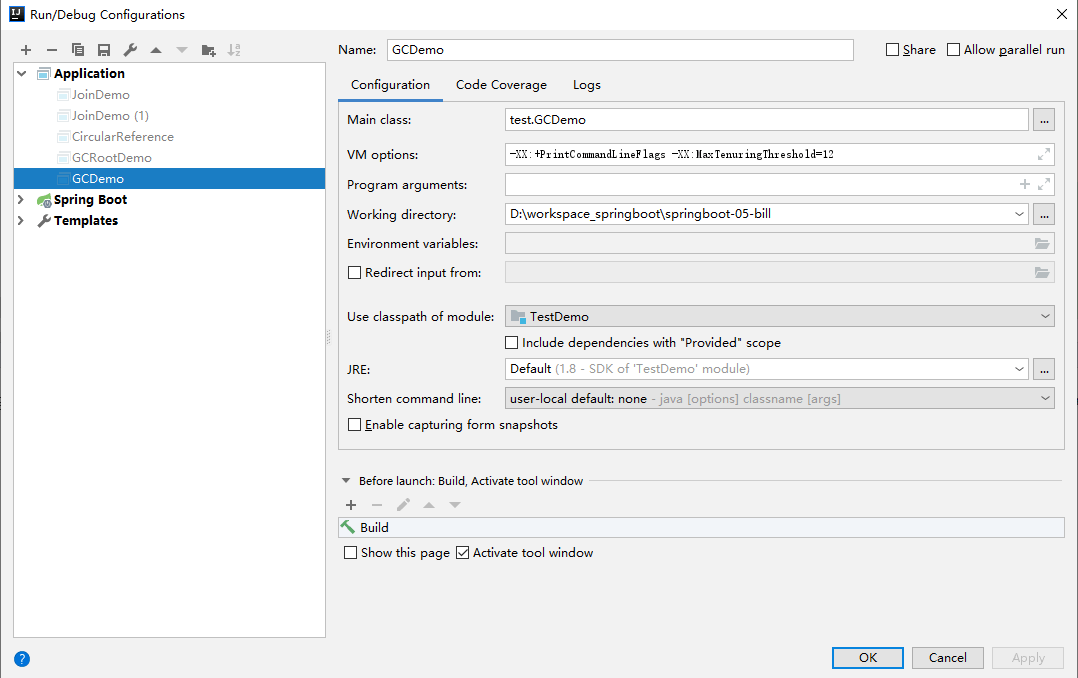 Run/Debug Configurations
Name: GCDemo Share Allow parallel run
Application
JoinDemo
JoinDemo (1)
CircularReference
GCRootDemo
GCDemo
Spring Boot
Templates
Configuration Code Coverage Logs
Main class: test.GCDemo ...
VM options: -XX:+PrintCommandLineFlags -XX:MaxTenuringThreshold=12
Program arguments:
Working directory: D:\workspace_springboot\springboot-05-bill ...
Environment variables:
Redirect input from:
Use classpath of module: TestDemo
Include dependencies with "Provided" scope
JRE: Default (1.8 - SDK of 'TestDemo' module) ...
Shorten command line: user-local default: none - java [options] classname [args]
Enable capturing form snapshots
Before launch: Build, Activate tool window
Build
Show this page Activate tool window
? OK Cancel Apply